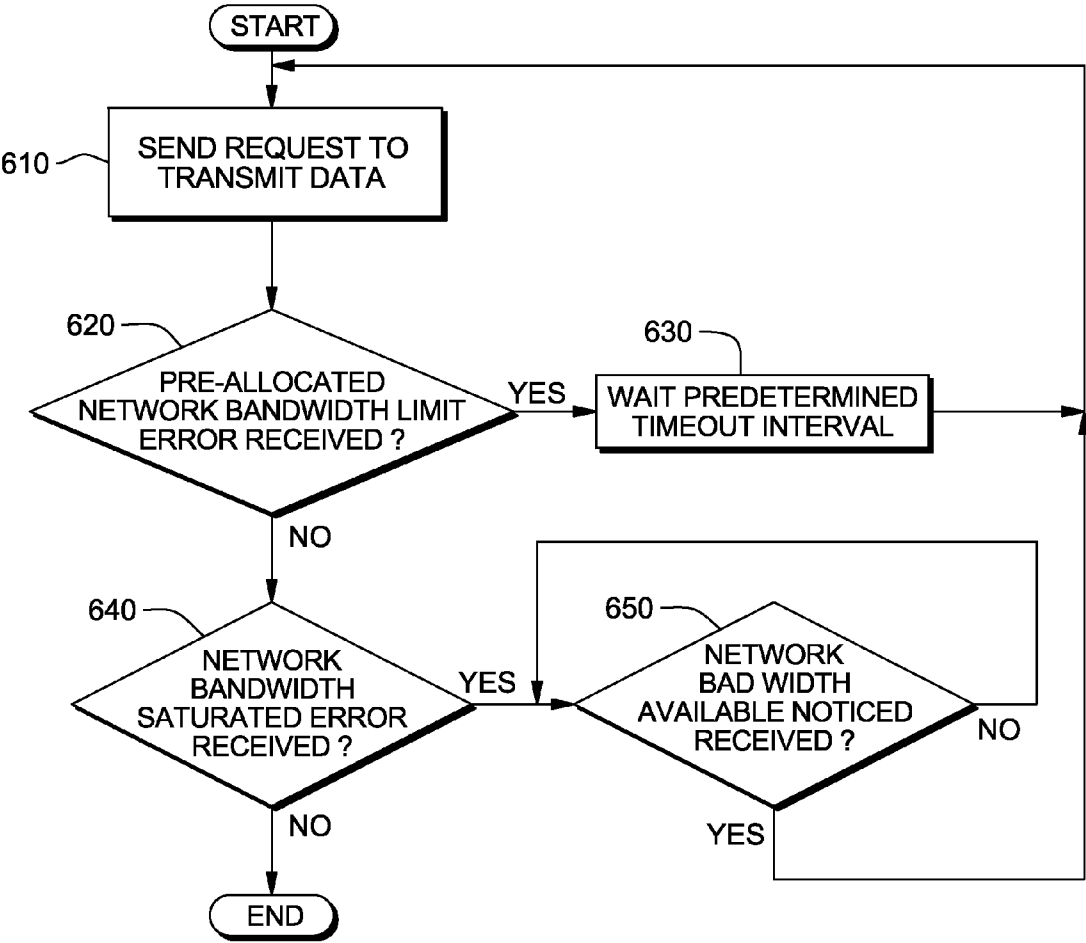 START
610
SEND REQUEST TO
TRANSMIT DATA
620
PRE-ALLOCATED
NETWORK BANDWIDTH LIMIT
ERROR RECEIVED ?
YES
630
WAIT PREDETERMINED
TIMEOUT INTERVAL
NO
640
NETWORK
BANDWIDTH
SATURATED ERROR
RECEIVED ?
YES
650
NETWORK
BAD WIDTH
AVAILABLE NOTICED
RECEIVED ?
NO
YES
NO
END